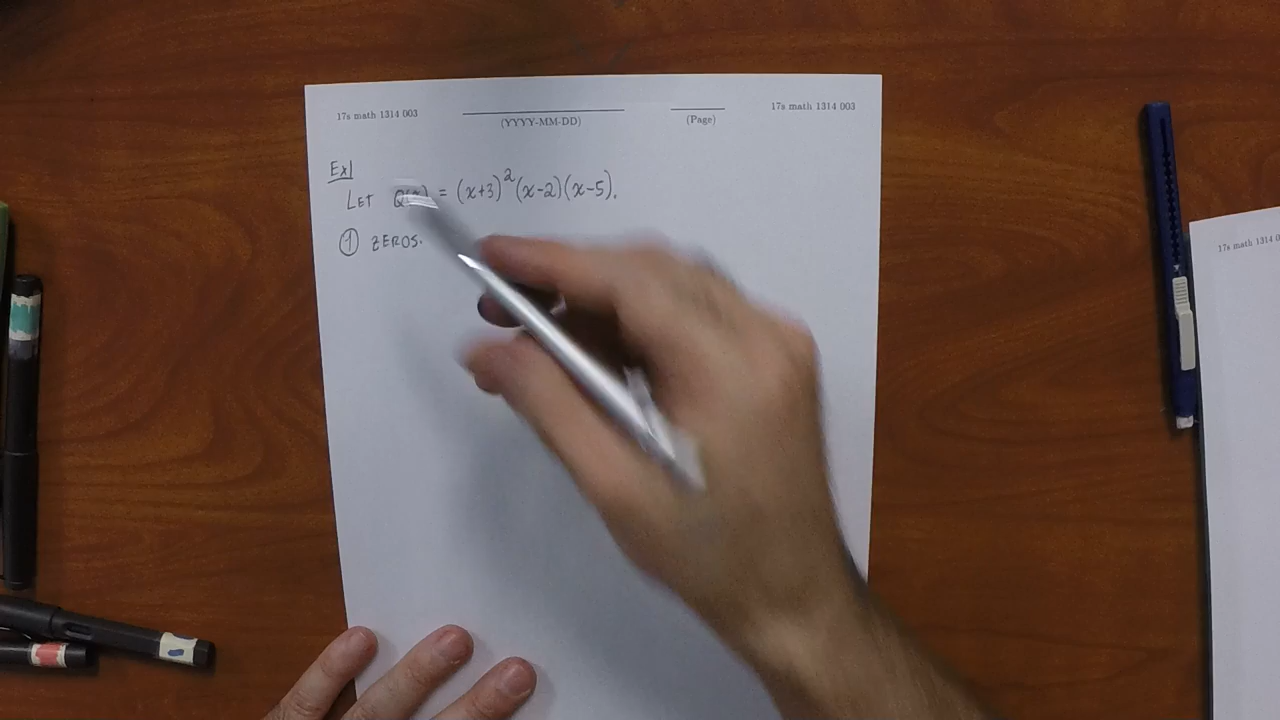 17s math 1314 003 (YYYY-MM-DD) (Page) 17s math 1314 003
Ex1
LET Q(x) = (x+3)²(x-2)(x-5).
① ZEROS.
17s math 1314 0